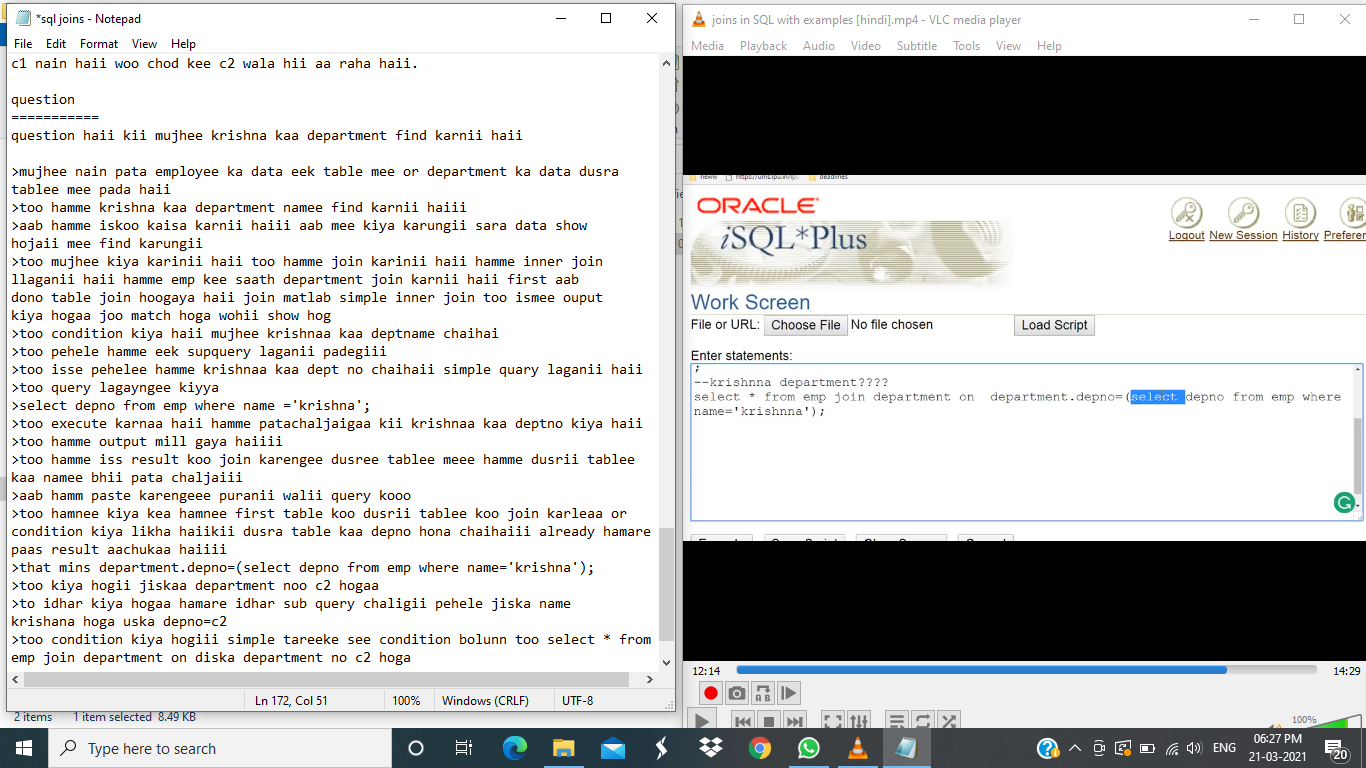 *sql joins - Notepad
File Edit Format View Help
c1 nain haii woo chod kee c2 wala hii aa raha haii.
question
===========
question haii kii mujhee krishna kaa department find karnii haii
>mujhee nain pata employee ka data eek table mee or department ka data dusra
tablee mee pada haii
>too hamme krishna kaa department namee find karnii haiii
>aab hamme iskoo kaisa karnii haiii aab mee kiya karungii sara data show
hojaii mee find karungii
>too mujhee kiya karinii haii too hamme join karinii haii hamme inner join
llaganii haii hamme emp kee saath department join karnii haii first aab
dono table join hoogaya haii join matlab simple inner join too ismee ouput
kiya hogaa joo match hoga wohii show hog
>too condition kiya haii mujhee krishnaa kaa deptname chaihai
>too pehele hamme eek supquery laganii padegiii
>too isse pehelee hamme krishnaa kaa dept no chaihaii simple quary laganii haii
>too query lagayngee kiyya
>select depno from emp where name ='krishna';
>too execute karnaa haii hamme patachaljaigaa kii krishnaa kaa deptno kiya haii
>too hamme output mill gaya haiiii
>too hamme iss result koo join karengee dusree tablee meee hamme dusrii tablee
kaa namee bhii pata chaljaiii
>aab hamm paste karengeee puranii walii query kooo
>too hamnee kiya kea hamnee first table koo dusrii tablee koo join karleaa or
condition kiya likha haiikii dusra table kaa depno hona chaihaiii already hamare
paas result aachukaa haiiii
>that mins department.depno=(select depno from emp where name='krishna');
>too kiya hogii jiskaa department noo c2 hogaa
>to idhar kiya hogaa hamare idhar sub query chaligii pehele jiska name
krishana hoga uska depno=c2
>too condition kiya hogiii simple tareeke see condition bolunn too select * from
emp join department on diska department no c2 hoga
Ln 172, Col 51 100% Windows (CRLF) UTF-8
2 items 1 item selected 8.49 KB
joins in SQL with examples [hindi].mp4 - VLC media player
Media Playback Audio Video Subtitle Tools View Help
neww https://ums.lpu.in/lpu deadlines
ORACLE
iSQL*Plus
Logout New Session History Preferen
Work Screen
File or URL: Choose File No file chosen Load Script
Enter statements:
;
--krishnna department????
select * from emp join department on  department.depno=(select depno from emp where
name='krishnna');
12:14 14:29
100%
Type here to search
ENG
06:27 PM
21-03-2021
20